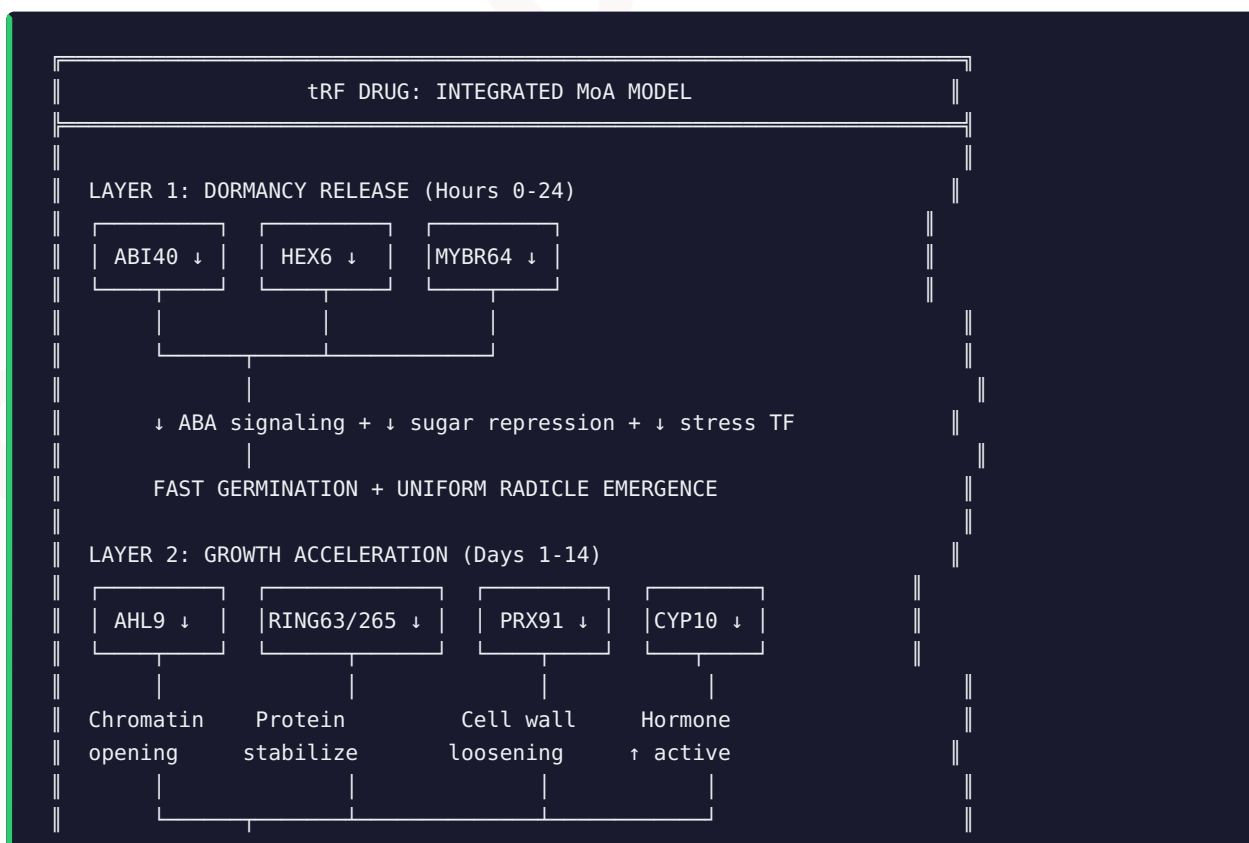 tRF DRUG: INTEGRATED MoA MODEL
LAYER 1: DORMANCY RELEASE (Hours 0-24)
ABI40 ↓ HEX6 ↓ MYBR64 ↓
↓ ABA signaling + ↓ sugar repression + ↓ stress TF
FAST GERMINATION + UNIFORM RADICLE EMERGENCE
LAYER 2: GROWTH ACCELERATION (Days 1-14)
AHL9 ↓ RING63/265 ↓ PRX91 ↓ CYP10 ↓
Chromatin Protein Cell wall Hormone
opening stabilize loosening ↑ active